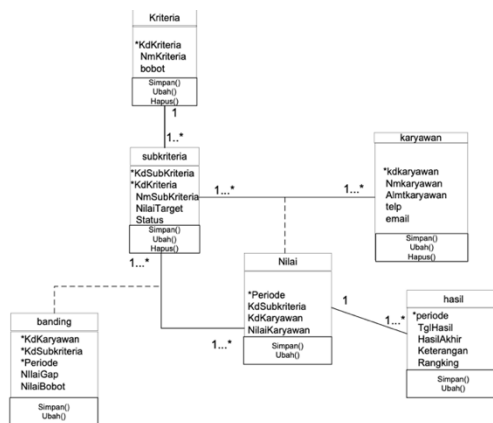 Kriteria
*KdKriteria
NmKriteria
bobot
Simpan()
Ubah()
Hapus()
1
1..*
subkriteria
*KdSubKriteria
*KdKriteria
NmSubKriteria
NilaiTarget
Status
Simpan()
Ubah()
Hapus()
1...*
1...*
karyawan
*kdkaryawan
Nmkaryawan
Almtkaryawan
telp
email
Simpan()
Ubah()
Hapus()
1...*
Nilai
*Periode
KdSubkriteria
KdKaryawan
NilaiKaryawan
Simpan()
Ubah()
1...*
1
1...*
hasil
*periode
TglHasil
HasilAkhir
Keterangan
Rangking
Simpan()
Ubah()
banding
*KdKaryawan
*KdSubkriteria
*Periode
NIlaiGap
NilaiBobot
Simpan()
Ubah()